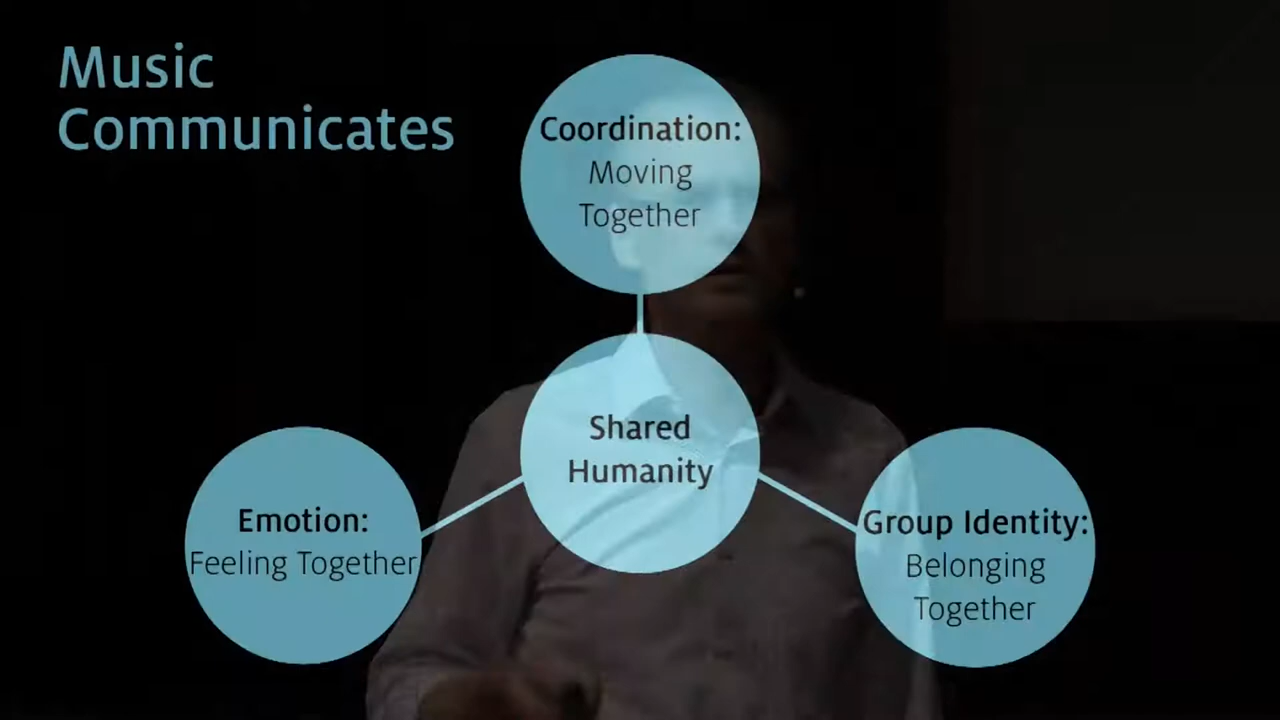 Music
Communicates
Coordination:
Moving
Together
Shared
Humanity
Emotion:
Feeling Together
Group Identity:
Belonging
Together